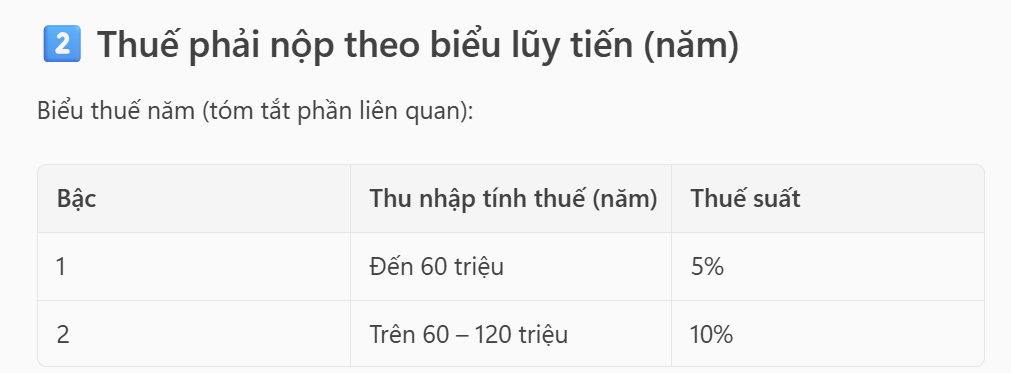 2 Thuế phải nộp theo biểu lũy tiến (năm)
Biểu thuế năm (tóm tắt phần liên quan):
Bậc Thu nhập tính thuế (năm) Thuế suất
1 Đến 60 triệu 5%
2 Trên 60 – 120 triệu 10%